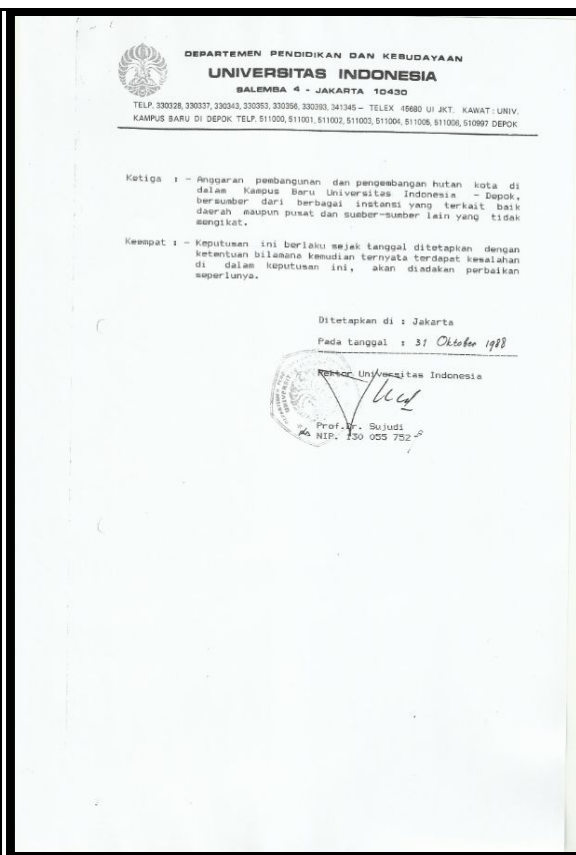 DEPARTEMEN PENDIDIKAN DAN KEBUDAYAAN
UNIVERSITAS INDONESIA
SALEMBA 4 - JAKARTA 10430
TELP. 330328, 330337, 330343, 330353, 330356, 330393, 341345 – TELEX 45680 UI JKT. KAWAT : UNIV.
KAMPUS BARU DI DEPOK TELP. 511000, 511001, 511002, 511003, 511004, 511005, 511006, 510997 DEPOK
Ketiga : - Anggaran pembangunan dan pengembangan hutan kota di
dalam Kampus Baru Universitas Indonesia - Depok,
bersumber dari berbagai instansi yang terkait baik
daerah maupun pusat dan sumber-sumber lain yang tidak
mengikat.
Keempat : - Keputusan ini berlaku sejak tanggal ditetapkan dengan
ketentuan bilamana kemudian ternyata terdapat kesalahan
di dalam keputusan ini, akan diadakan perbaikan
seperlunya.
Ditetapkan di : Jakarta
Pada tanggal : 31 Oktober 1988
Rektor Universitas Indonesia
Prof.Dr. Sujudi
NIP. 130 055 752